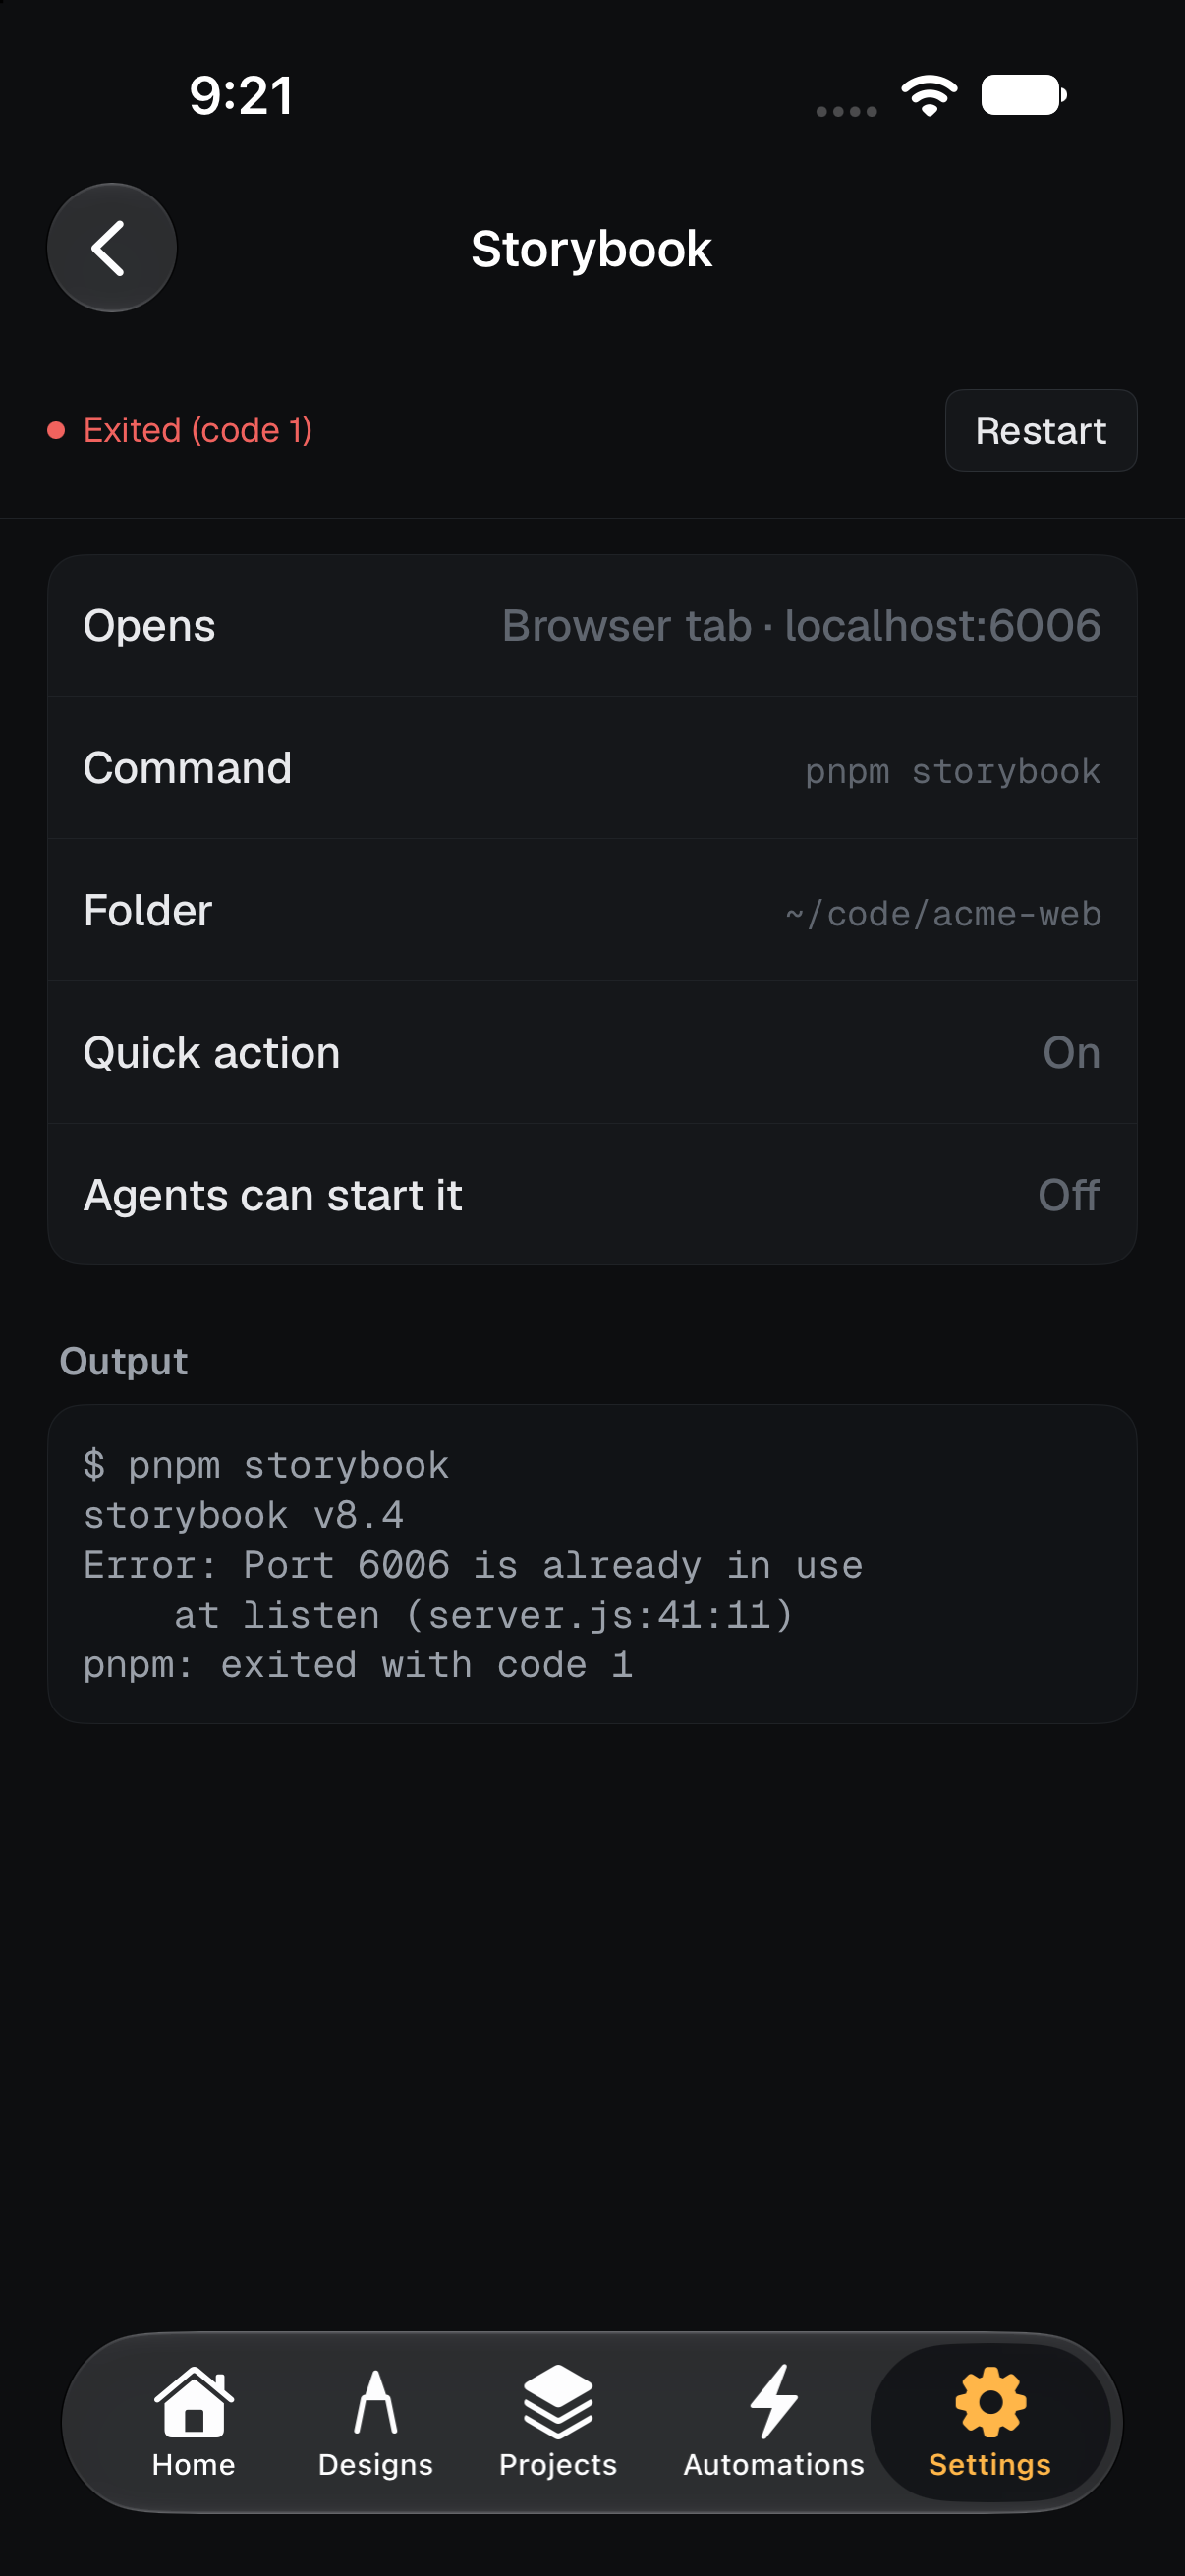 9:21
Storybook
Exited (code 1)
Restart
Opens
Browser tab · localhost:6006
Command
pnpm storybook
Folder
~/code/acme-web
Quick action
On
Agents can start it
Off
Output
$ pnpm storybook
storybook v8.4
Error: Port 6006 is already in use
    at listen (server.js:41:11)
pnpm: exited with code 1
Home
Designs
Projects
Automations
Settings